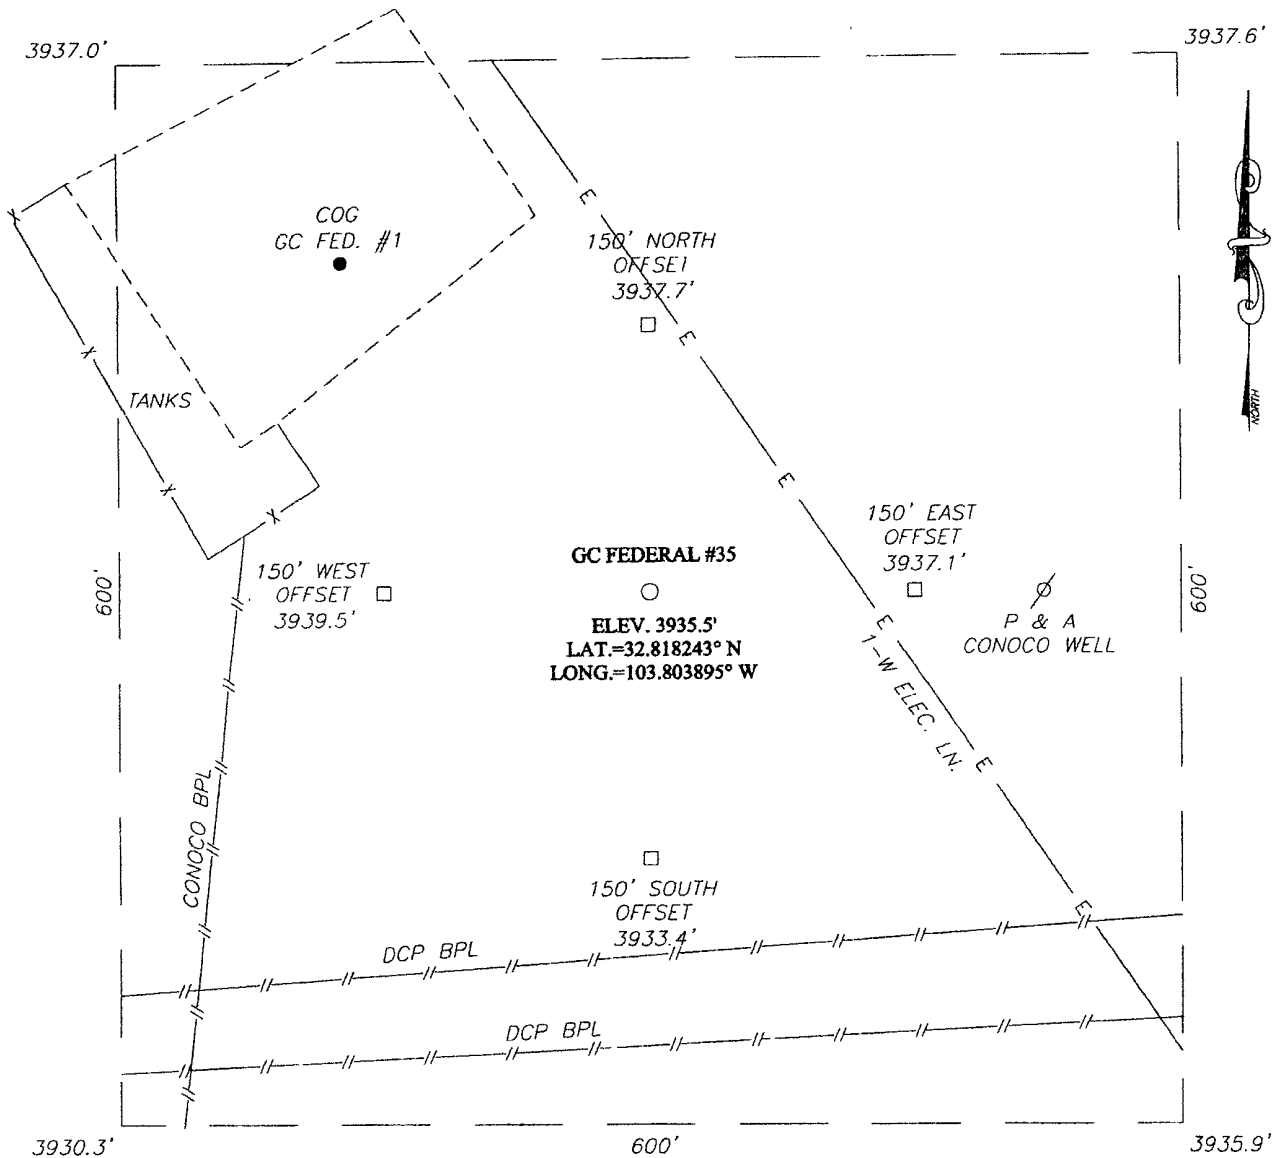 3937.0'
3937.6'
COG
GC FED. #1
150' NORTH
OFFSET
3937.7'
NORTH
TANKS
150' EAST
OFFSET
3937.1'
GC FEDERAL #35
150' WEST
OFFSET
3939.5'
600'
600'
ELEV. 3935.5'
LAT.=32.818243° N
LONG.=103.803895° W
P & A
CONOCO WELL
1-W ELEC. LN.
CONOCO BPL
150' SOUTH
OFFSET
3933.4'
DCP BPL
DCP BPL
3930.3'
600'
3935.9'